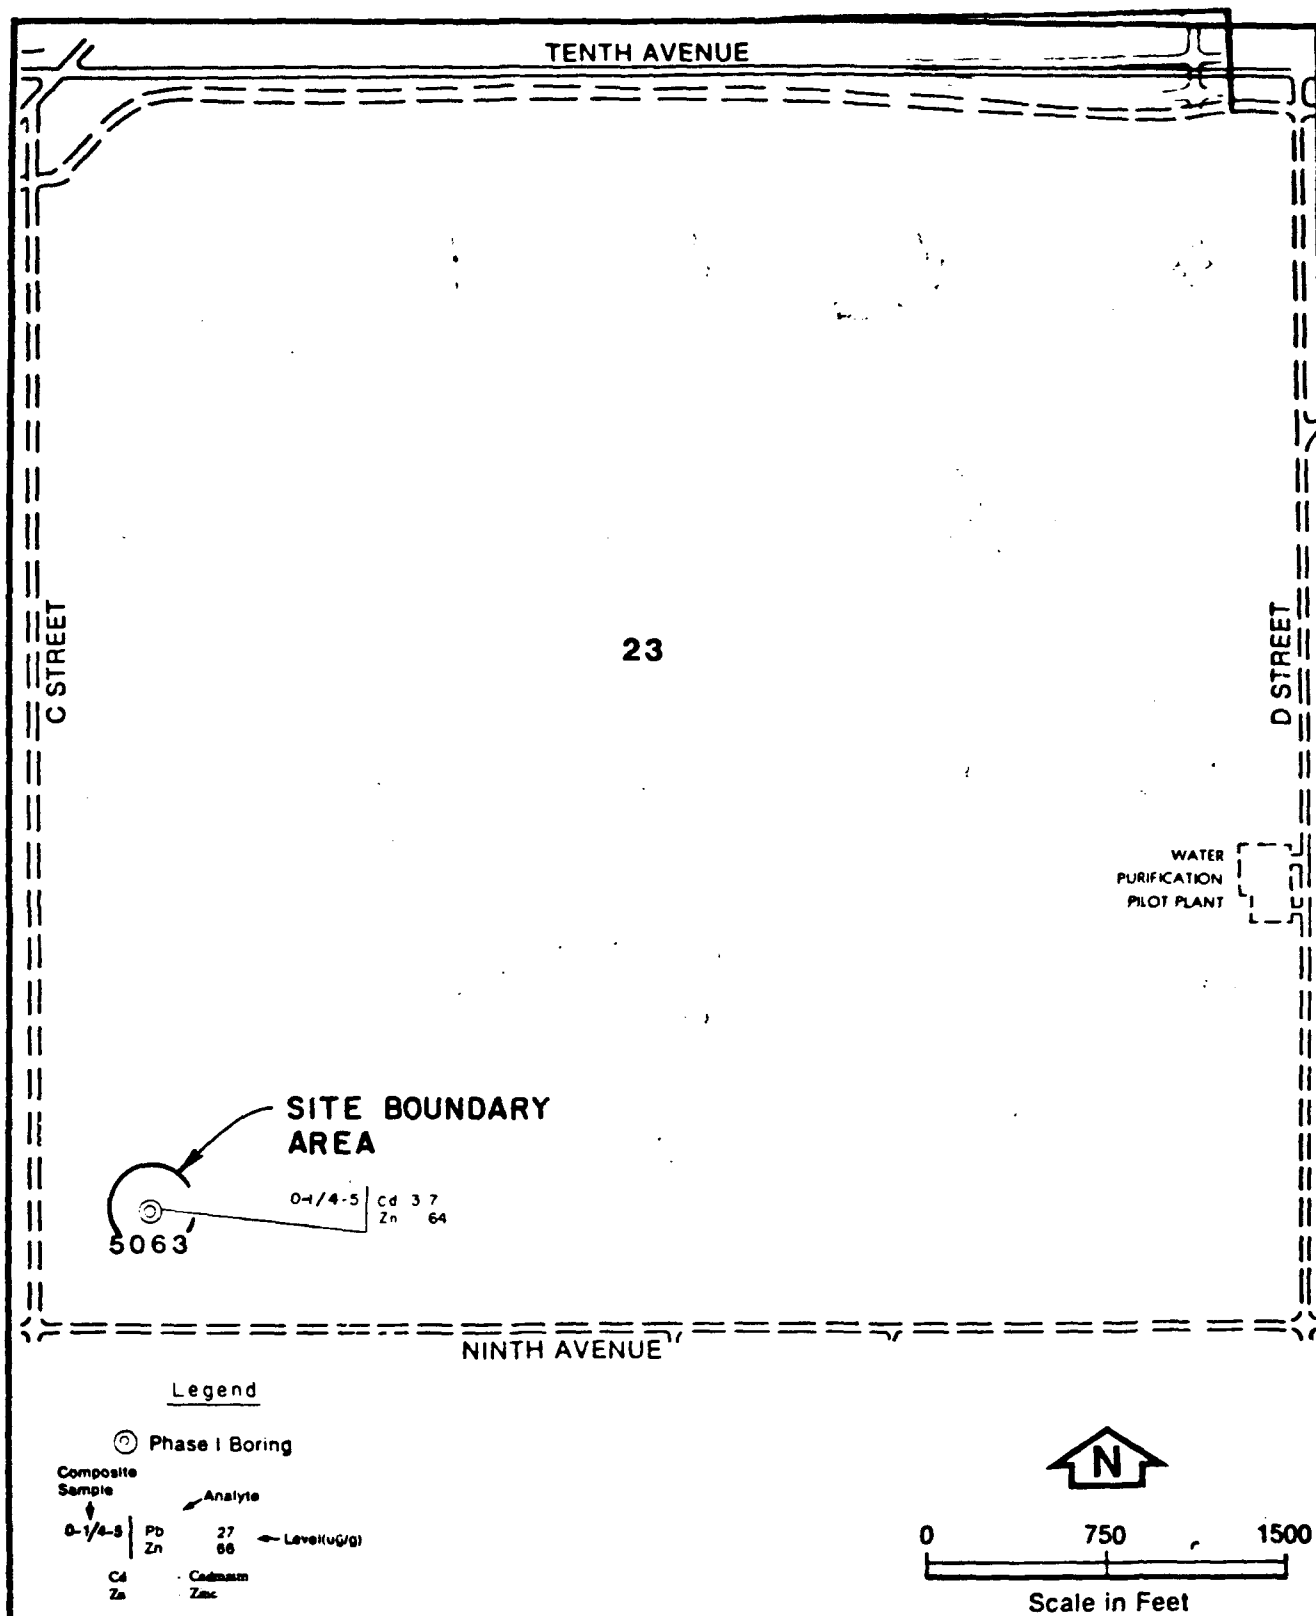 TENTH AVENUE
C STREET
23
D STREET
WATER
PURIFICATION
PILOT PLANT
SITE BOUNDARY
AREA
0-1/4-5 Cd 3 7
Zn 64
5063
NINTH AVENUE
Legend
Phase I Boring
Composite
Sample
Analyte
0-1/4-5 Pb 27
Zn 66
Level(uG/g)
Cd Cadmium
Zn Zinc
N
0 750 1500
Scale in Feet